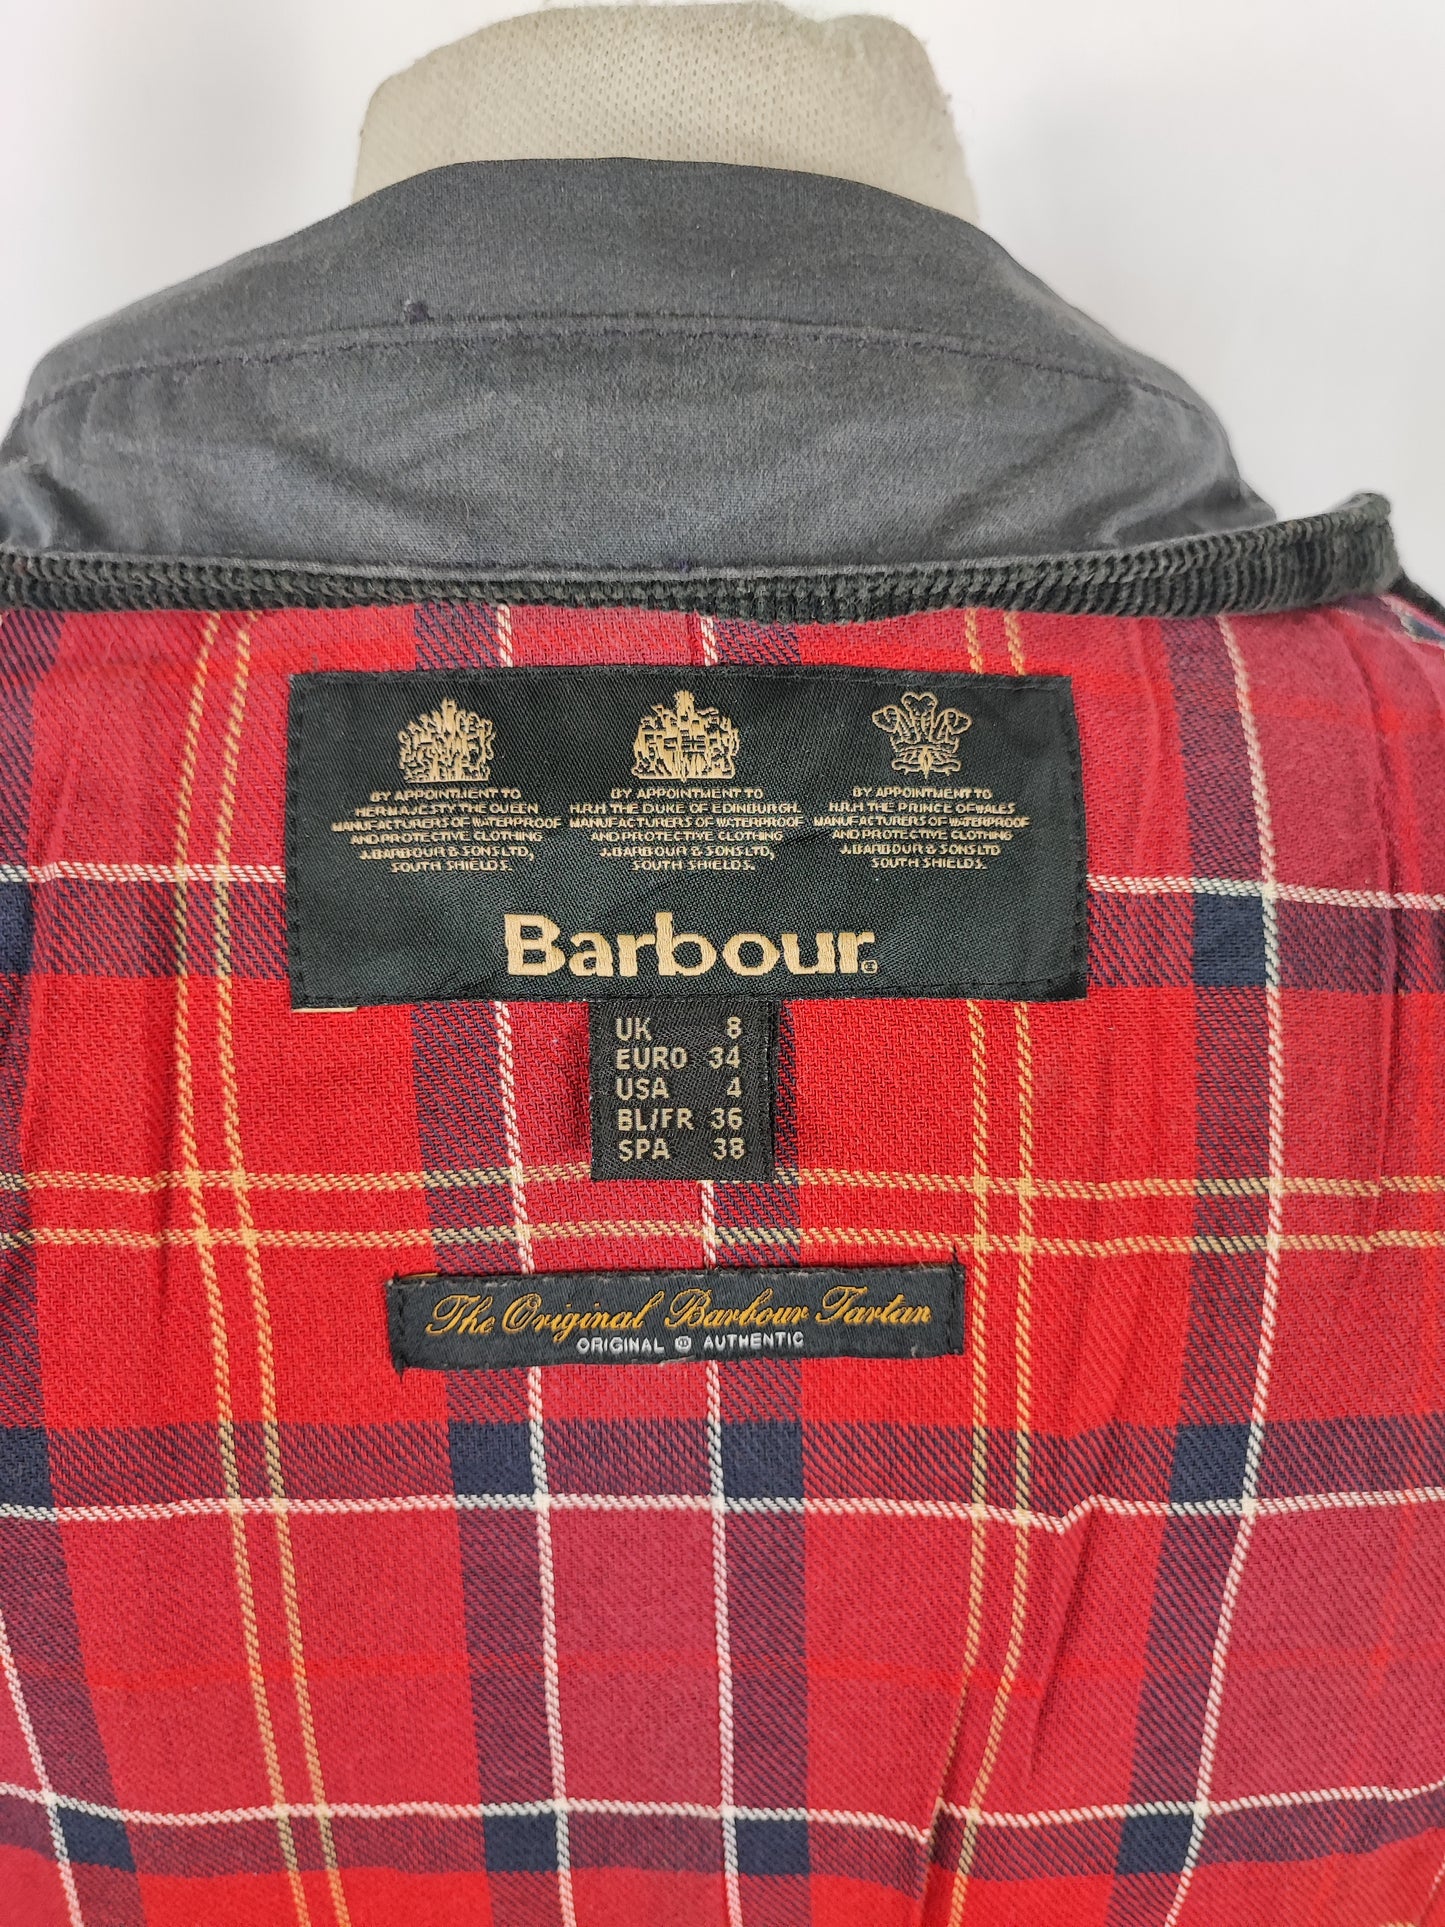 BY APPOINTMENT TO
HER MAJESTY THE QUEEN
MANUFACTURERS OF WATERPROOF
AND PROTECTIVE CLOTHING
J.BARBOUR & SONS LTD,
SOUTH SHIELDS.
BY APPOINTMENT TO
H.R.H THE DUKE OF EDINBURGH.
MANUFACTURERS OF WATERPROOF
AND PROTECTIVE CLOTHING
J.BARBOUR & SONS LTD,
SOUTH SHIELDS.
BY APPOINTMENT TO
H.R.H THE PRINCE OF WALES
MANUFACTURERS OF WATERPROOF
AND PROTECTIVE CLOTHING
J.BARBOUR & SONS LTD,
SOUTH SHIELDS.
Barbour
UK 8
EURO 34
USA 4
BL/FR 36
SPA 38
The Original Barbour Tartan
ORIGINAL AUTHENTIC